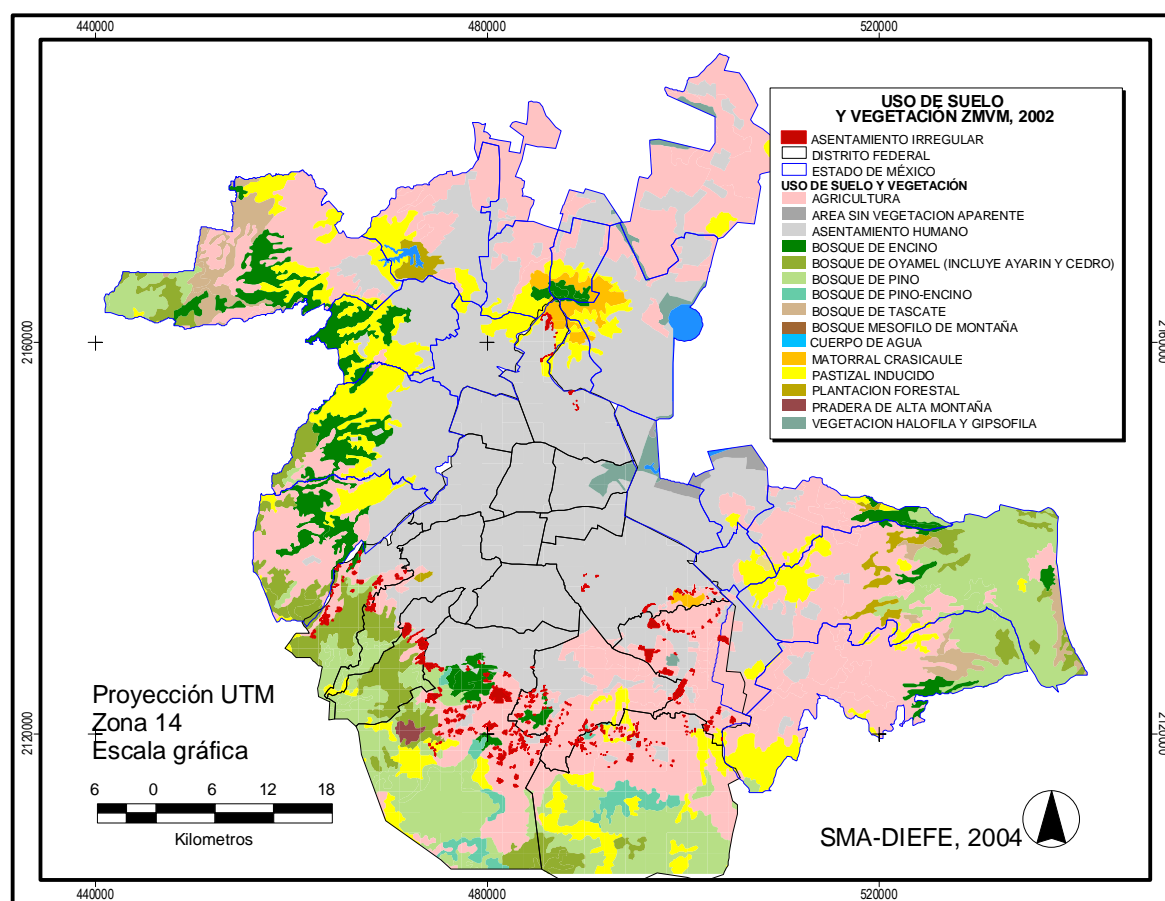 440000
480000
520000
USO DE SUELO
Y VEGETACIÓN ZMVM, 2002
ASENTAMIENTO IRREGULAR
DISTRITO FEDERAL
ESTADO DE MÉXICO
USO DE SUELO Y VEGETACIÓN
AGRICULTURA
AREA SIN VEGETACION APARENTE
ASENTAMIENTO HUMANO
BOSQUE DE ENCINO
BOSQUE DE OYAMEL (INCLUYE AYARIN Y CEDRO)
BOSQUE DE PINO
BOSQUE DE PINO-ENCINO
BOSQUE DE TASCATE
BOSQUE MESOFILO DE MONTAÑA
CUERPO DE AGUA
MATORRAL CRASICAULE
PASTIZAL INDUCIDO
PLANTACION FORESTAL
PRADERA DE ALTA MONTAÑA
VEGETACION HALOFILA Y GIPSOFILA
2160000
2160000
2120000
2120000
Proyección UTM
Zona 14
Escala gráfica
6 0 6 12 18
Kilometros
SMA-DIEFE, 2004
440000
480000
520000